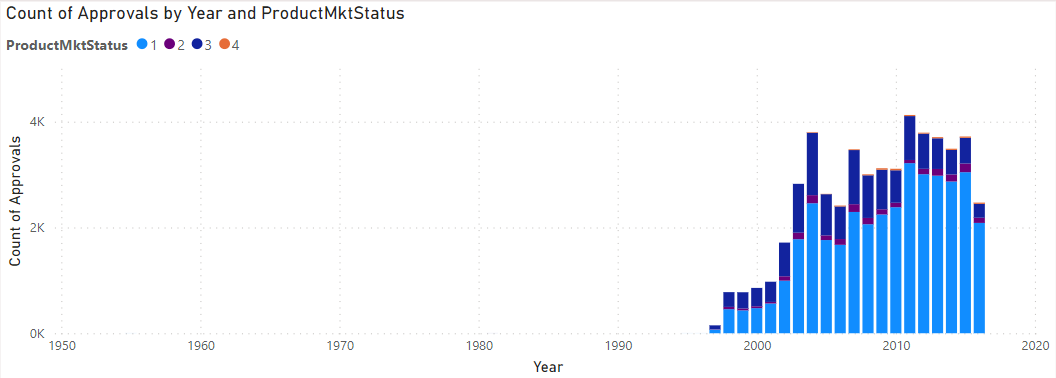 Count of Approvals by Year and ProductMktStatus
ProductMktStatus 1 2 3 4
Count of Approvals
4K
2K
0K
1950 1960 1970 1980 1990 2000 2010 2020
Year